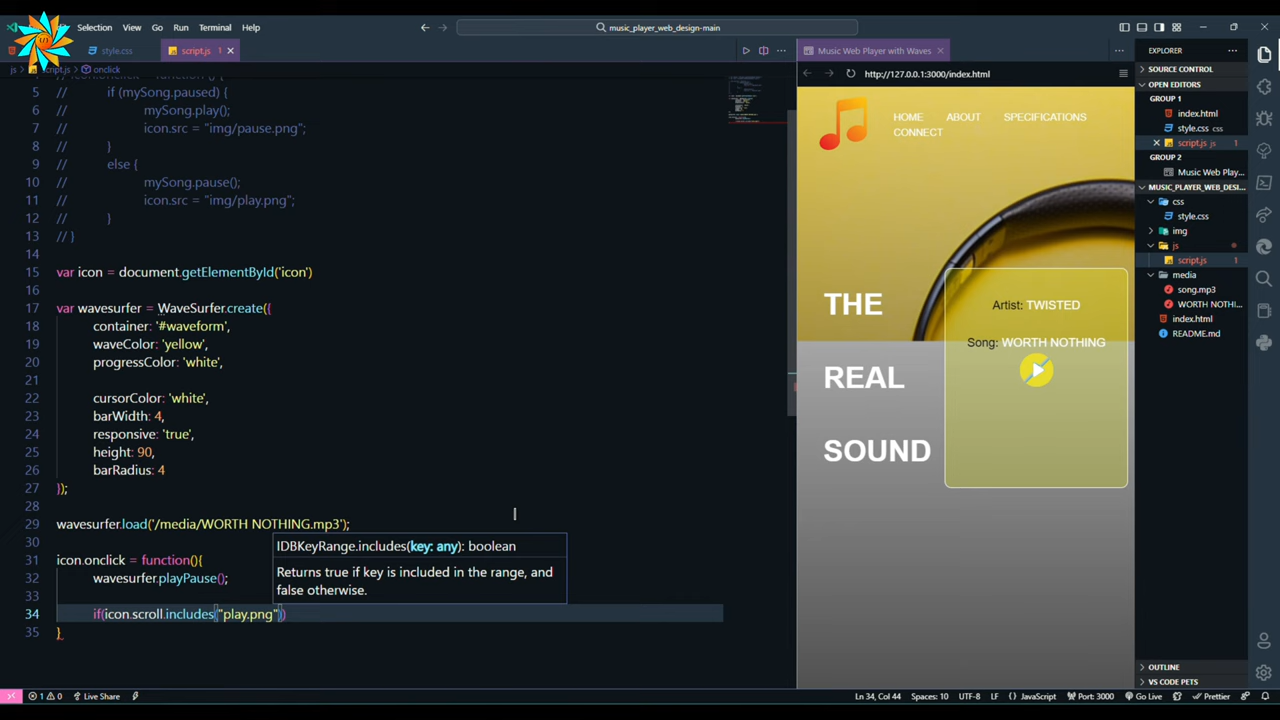 Selection View Go Run Terminal Help
music_player_web_design-main
style.css script.js 1
js script.js onclick
5 // if (mySong.paused) {
6 // mySong.play();
7 // icon.src = "img/pause.png";
8 // }
9 // else {
10 // mySong.pause();
11 // icon.src = "img/play.png";
12 // }
13 // }
14
15 var icon = document.getElementById('icon')
16
17 var wavesurfer = WaveSurfer.create({
18 container: '#waveform',
19 waveColor: 'yellow',
20 progressColor: 'white',
21
22 cursorColor: 'white',
23 barWidth: 4,
24 responsive: 'true',
25 height: 90,
26 barRadius: 4
27 });
28
29 wavesurfer.load('/media/WORTH NOTHING.mp3');
30
31 icon.onclick = function(){
32 wavesurfer.playPause();
33
34 if(icon.scroll.includes("play.png"))
35 }
IDBKeyRange.includes(key: any): boolean
Returns true if key is included in the range, and
false otherwise.
Music Web Player with Waves
http://127.0.0.1:3000/index.html
HOME ABOUT SPECIFICATIONS
CONNECT
THE
REAL
SOUND
Artist: TWISTED
Song: WORTH NOTHING
EXPLORER
SOURCE CONTROL
OPEN EDITORS
GROUP 1
index.html
style.css css
script.js js 1
GROUP 2
Music Web Play...
MUSIC_PLAYER_WEB_DESI...
css
style.css
img
js
script.js 1
media
song.mp3
WORTH NOTHI...
index.html
README.md
OUTLINE
VS CODE PETS
1 0 Live Share
Ln 34, Col 44 Spaces: 10 UTF-8 LF {} JavaScript Port: 3000 Go Live Prettier